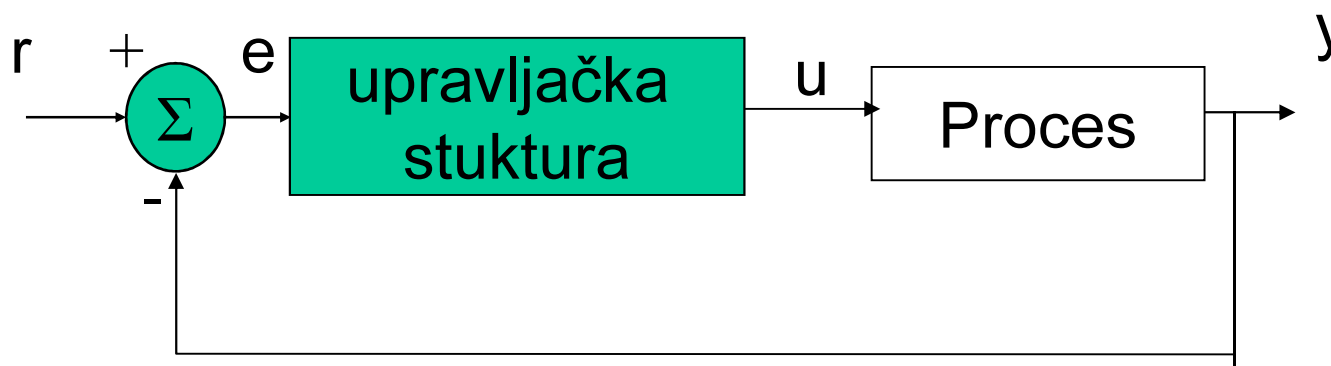 r
+
e
upravljačka
stuktura
u
Proces
y
Σ
-